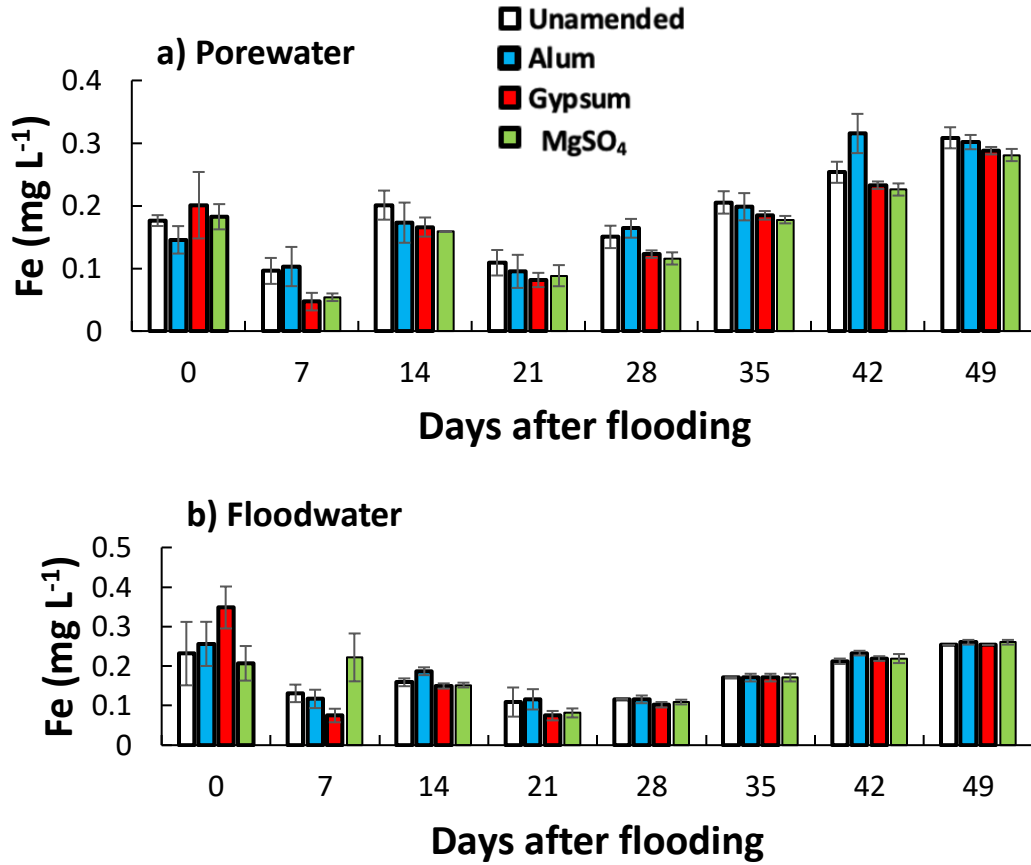 Unamended
a) Porewater
Alum
Gypsum
MgSO₄
Fe (mg L⁻¹)
0.4
0.3
0.2
0.1
0
0 7 14 21 28 35 42 49
Days after flooding
b) Floodwater
Fe (mg L⁻¹)
0.5
0.4
0.3
0.2
0.1
0
0 7 14 21 28 35 42 49
Days after flooding